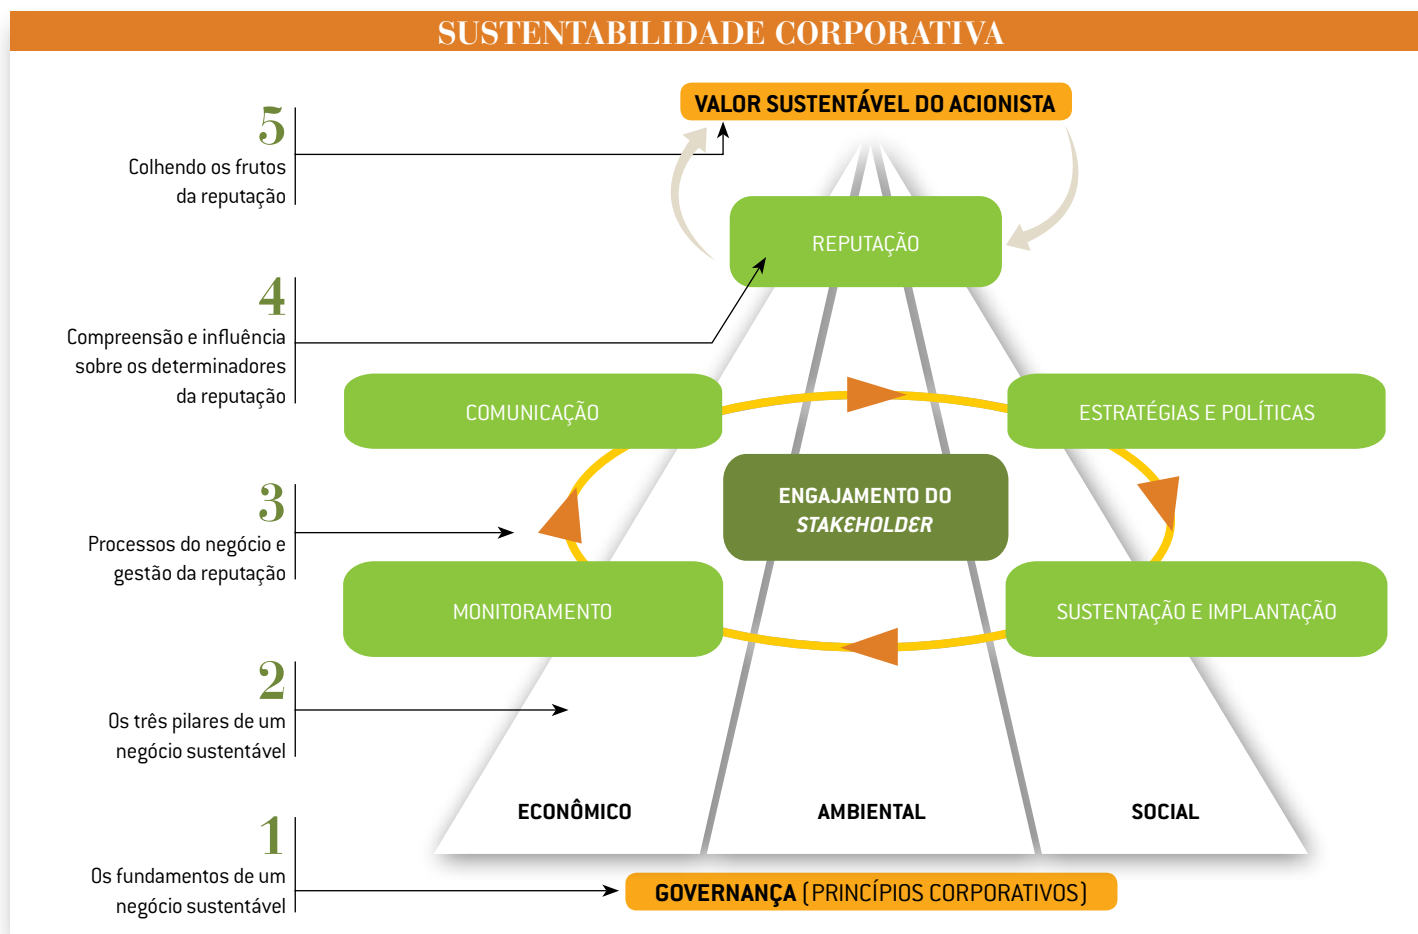 SUSTENTABILIDADE CORPORATIVA
VALOR SUSTENTÁVEL DO ACIONISTA
5
Colhendo os frutos
da reputação
REPUTAÇÃO
4
Compreensão e influência
sobre os determinadores
da reputação
COMUNICAÇÃO
ESTRATÉGIAS E POLÍTICAS
ENGAJAMENTO DO
STAKEHOLDER
3
Processos do negócio e
gestão da reputação
MONITORAMENTO
SUSTENTAÇÃO E IMPLANTAÇÃO
2
Os três pilares de um
negócio sustentável
ECONÔMICO
AMBIENTAL
SOCIAL
1
Os fundamentos de um
negócio sustentável
GOVERNANÇA (PRINCÍPIOS CORPORATIVOS)